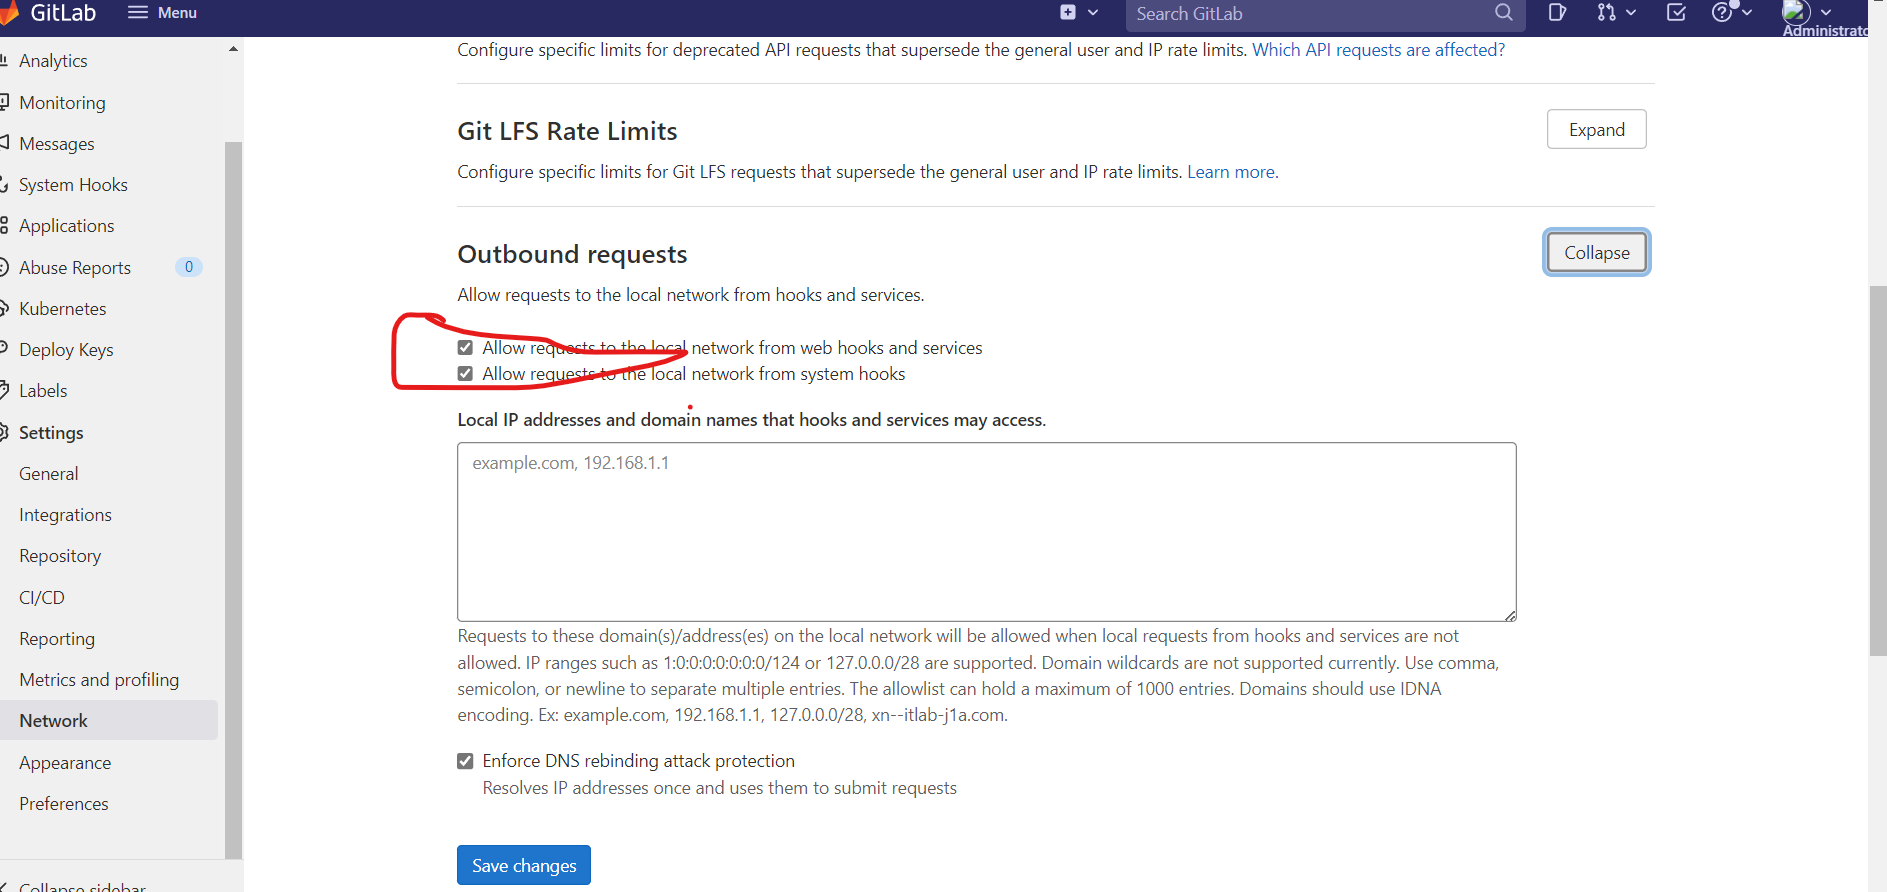 GitLab Menu Search GitLab
Administrato
Analytics
Monitoring
Messages
System Hooks
Applications
Abuse Reports 0
Kubernetes
Deploy Keys
Labels
Settings
General
Integrations
Repository
CI/CD
Reporting
Metrics and profiling
Network
Appearance
Preferences
Collapse sidebar
Configure specific limits for deprecated API requests that supersede the general user and IP rate limits. Which API requests are affected?
Git LFS Rate Limits
Expand
Configure specific limits for Git LFS requests that supersede the general user and IP rate limits. Learn more.
Outbound requests
Collapse
Allow requests to the local network from hooks and services.
Allow requests to the local network from web hooks and services
Allow requests to the local network from system hooks
Local IP addresses and domain names that hooks and services may access.
example.com, 192.168.1.1
Requests to these domain(s)/address(es) on the local network will be allowed when local requests from hooks and services are not
allowed. IP ranges such as 1:0:0:0:0:0:0:0/124 or 127.0.0.0/28 are supported. Domain wildcards are not supported currently. Use comma,
semicolon, or newline to separate multiple entries. The allowlist can hold a maximum of 1000 entries. Domains should use IDNA
encoding. Ex: example.com, 192.168.1.1, 127.0.0.0/28, xn--itlab-j1a.com.
Enforce DNS rebinding attack protection
Resolves IP addresses once and uses them to submit requests
Save changes